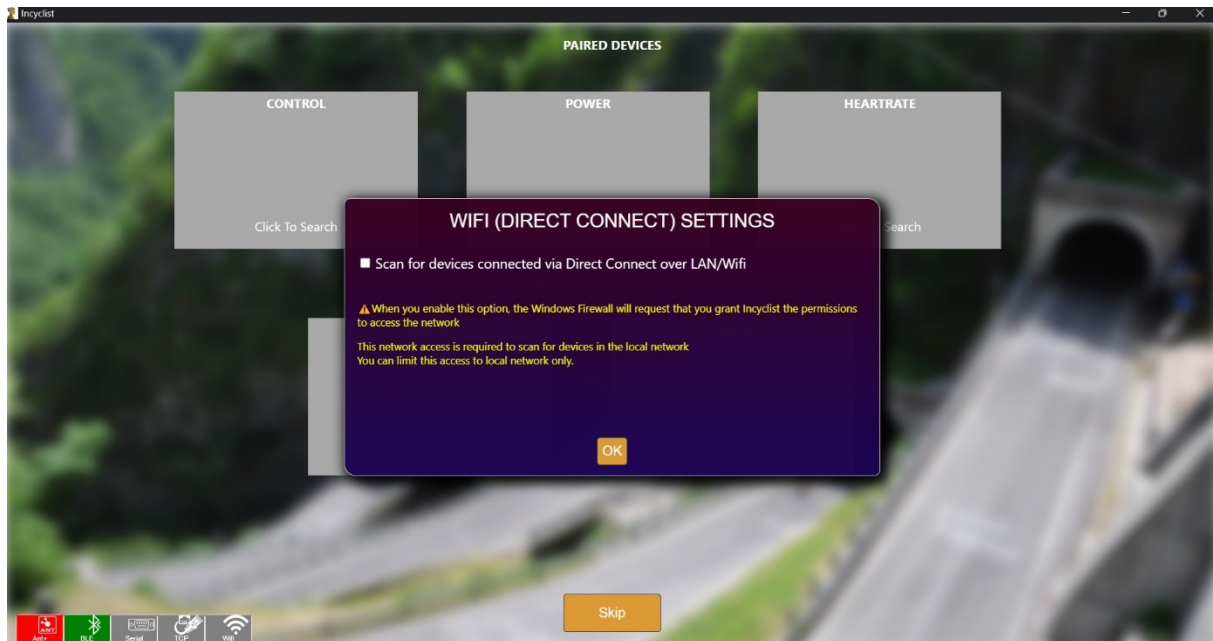 Incyclist
PAIRED DEVICES
CONTROL
POWER
HEARTRATE
Click To Search
Search
WIFI (DIRECT CONNECT) SETTINGS
Scan for devices connected via Direct Connect over LAN/Wifi
When you enable this option, the Windows Firewall will request that you grant Incyclist the permissions
to access the network
This network access is required to scan for devices in the local network
You can limit this access to local network only.
OK
Skip
ANT
Ant+
BLE
Serial
TCP
Wifi